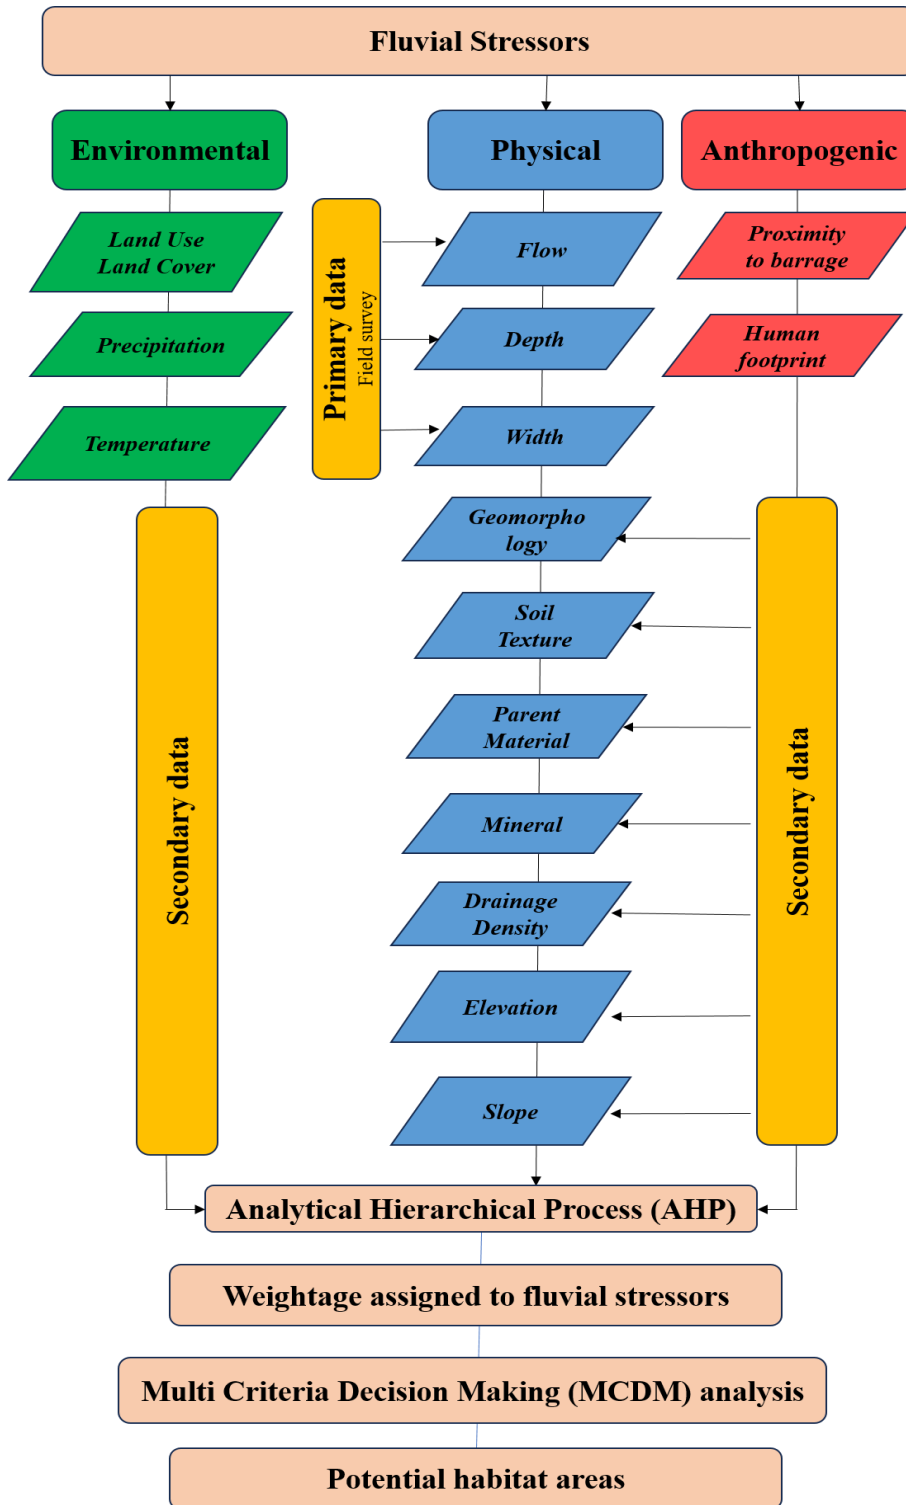 Fluvial Stressors
Environmental
Physical
Anthropogenic
Land Use
Land Cover
Precipitation
Temperature
Primary data
Field survey
Flow
Depth
Width
Geomorpho
logy
Soil
Texture
Parent
Material
Mineral
Drainage
Density
Elevation
Slope
Proximity
to barrage
Human
footprint
Secondary data
Secondary data
Analytical Hierarchical Process (AHP)
Weightage assigned to fluvial stressors
Multi Criteria Decision Making (MCDM) analysis
Potential habitat areas